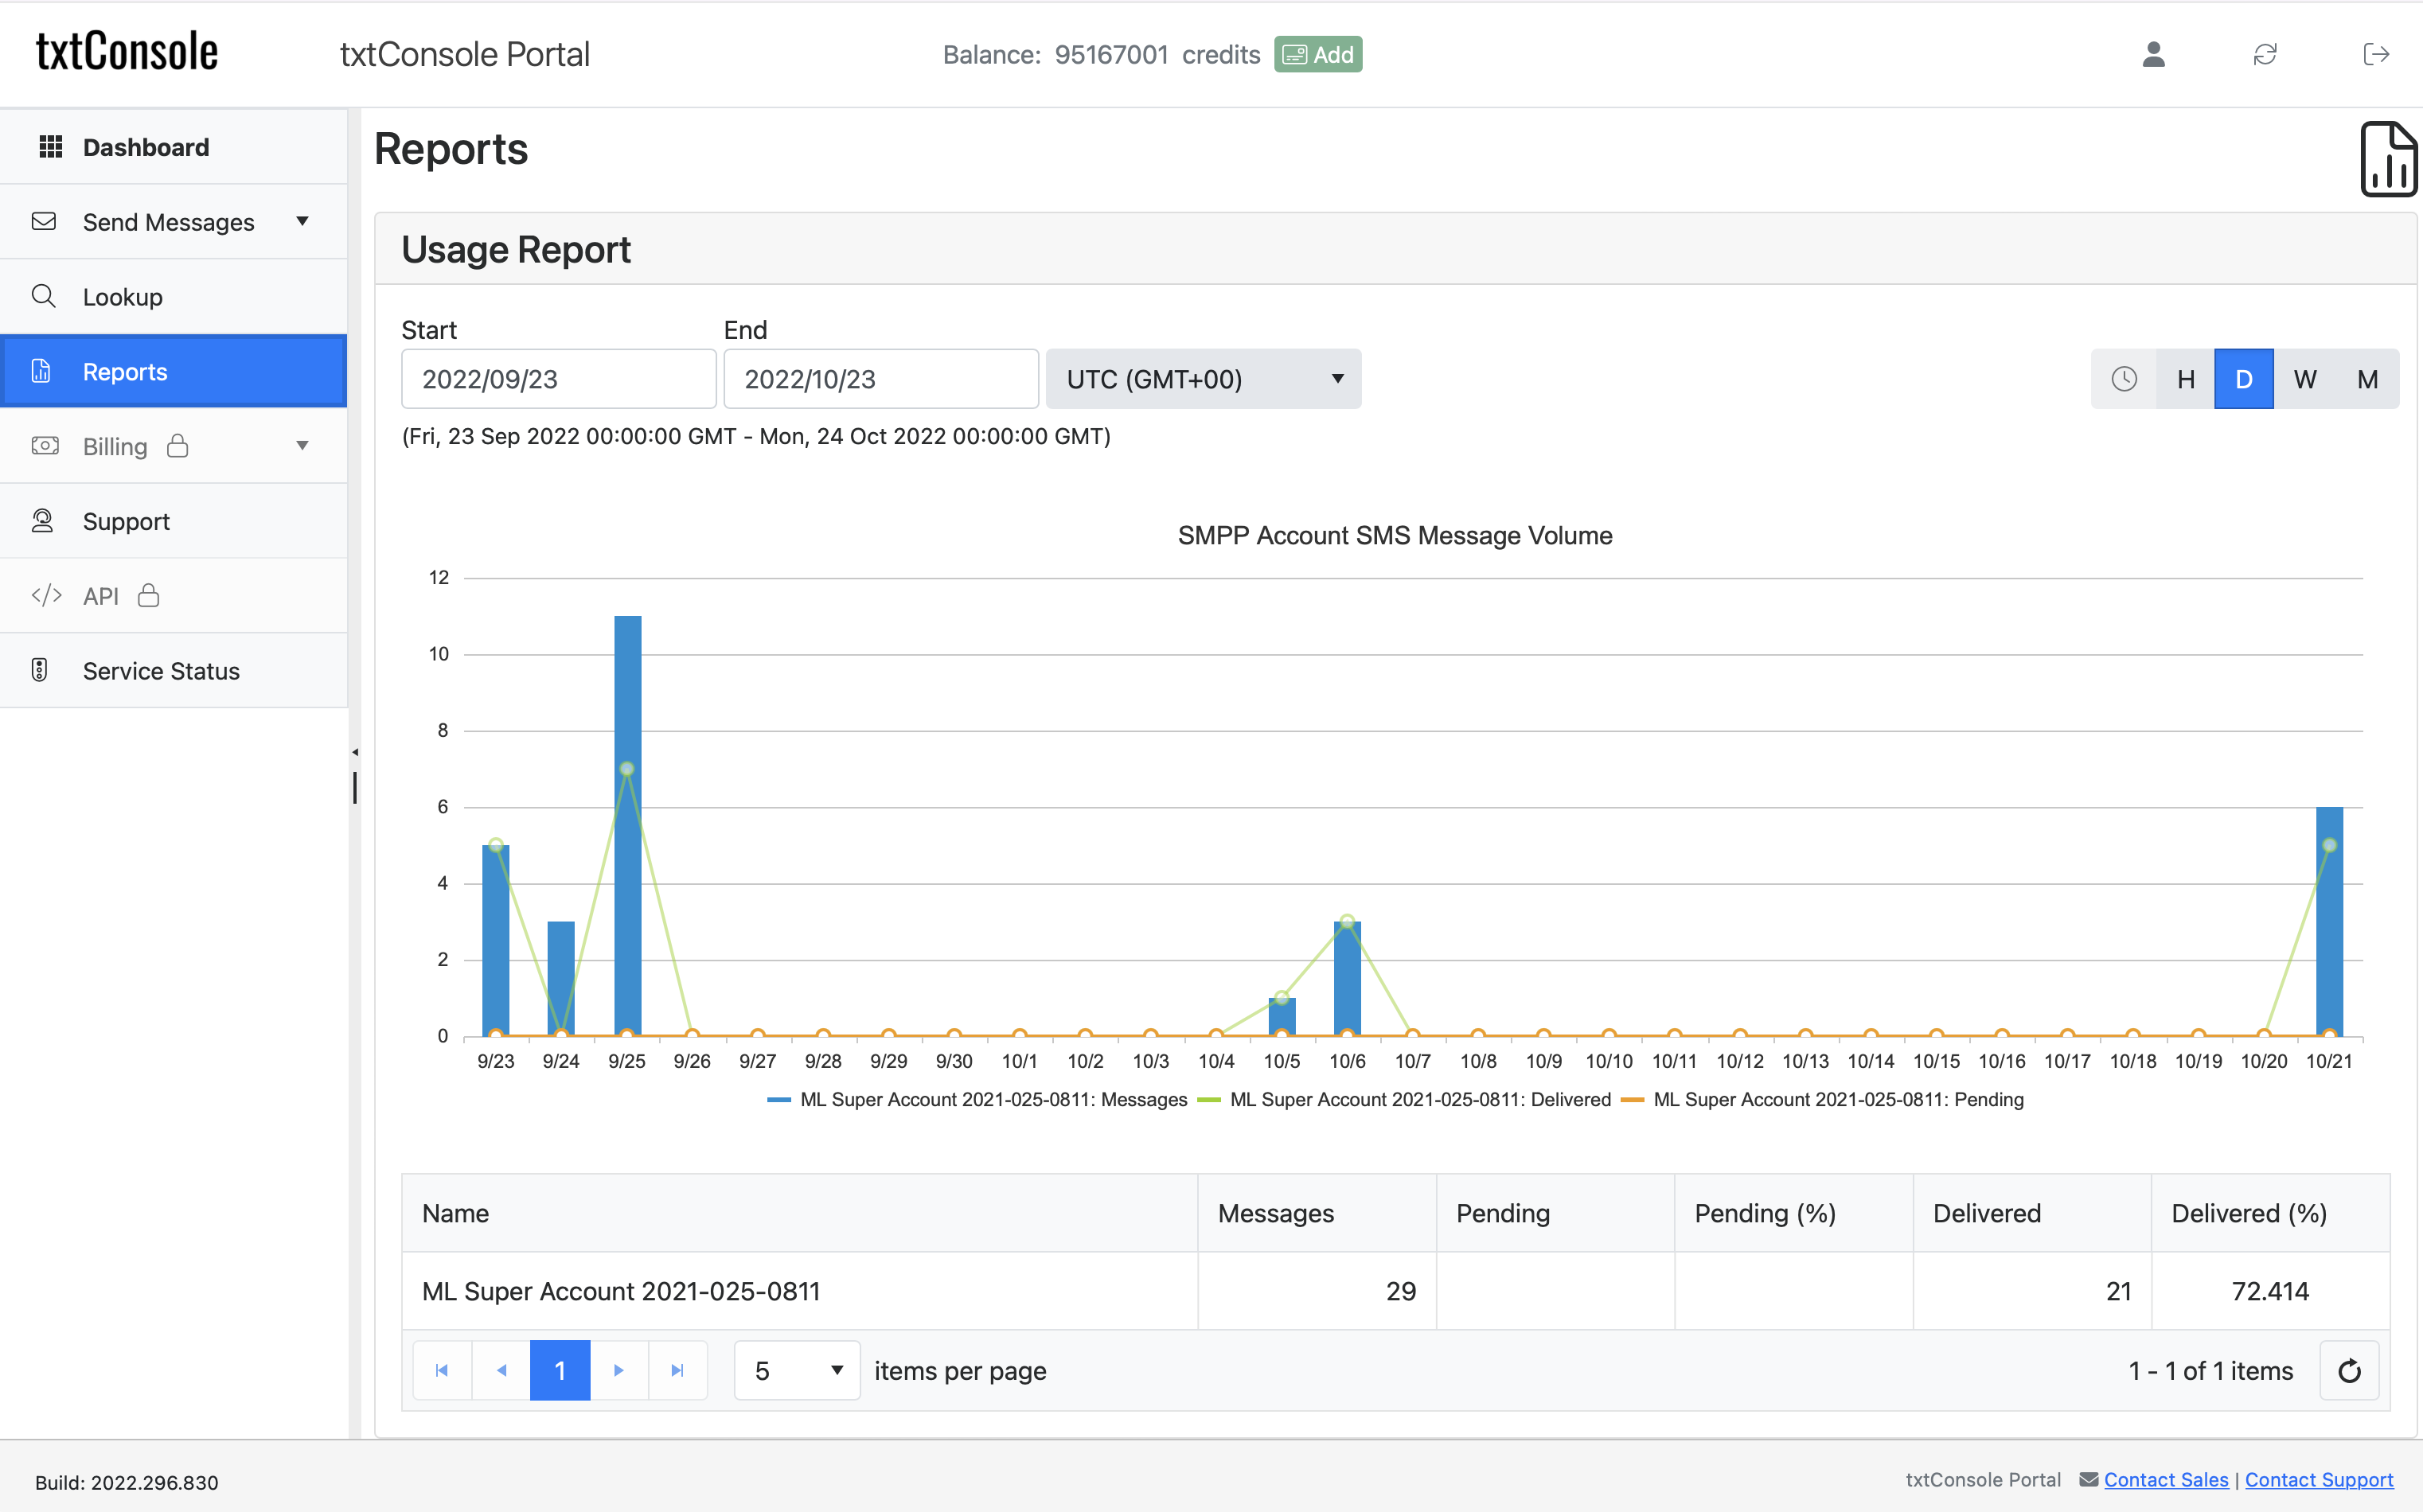 txtConsole
txtConsole Portal
Balance: 95167001 credits Add
Dashboard
Send Messages
Lookup
Reports
Billing
Support
API
Service Status
Reports
Usage Report
Start End
2022/09/23 2022/10/23 UTC (GMT+00) H D W M
(Fri, 23 Sep 2022 00:00:00 GMT - Mon, 24 Oct 2022 00:00:00 GMT)
SMPP Account SMS Message Volume
12
10
8
6
4
2
0
9/23 9/24 9/25 9/26 9/27 9/28 9/29 9/30 10/1 10/2 10/3 10/4 10/5 10/6 10/7 10/8 10/9 10/10 10/11 10/12 10/13 10/14 10/15 10/16 10/17 10/18 10/19 10/20 10/21
ML Super Account 2021-025-0811: Messages ML Super Account 2021-025-0811: Delivered ML Super Account 2021-025-0811: Pending
Name Messages Pending Pending (%) Delivered Delivered (%)
ML Super Account 2021-025-0811 29 21 72.414
1 5 items per page 1 - 1 of 1 items
Build: 2022.296.830
txtConsole Portal Contact Sales | Contact Support